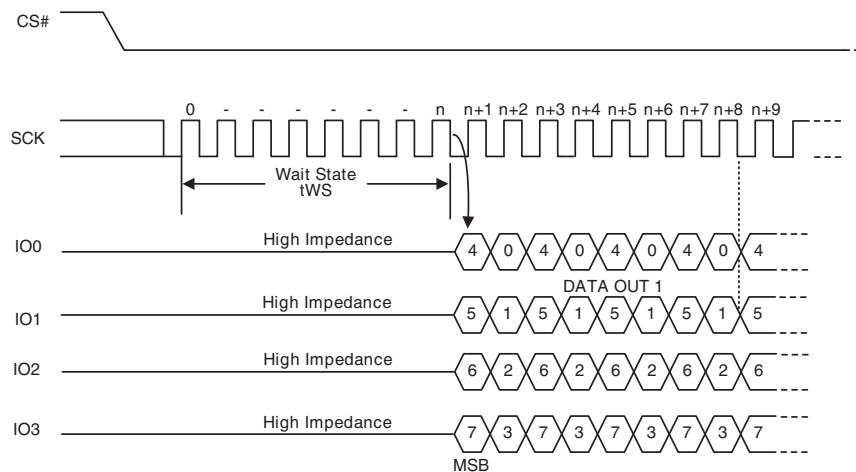 CS#
0 - - - - - - n n+1 n+2 n+3 n+4 n+5 n+6 n+7 n+8 n+9
SCK
Wait State
tWS
IO0 High Impedance 4 0 4 0 4 0 4 0 4
DATA OUT 1
IO1 High Impedance 5 1 5 1 5 1 5 1 5
IO2 High Impedance 6 2 6 2 6 2 6 2 6
IO3 High Impedance 7 3 7 3 7 3 7 3 7
MSB